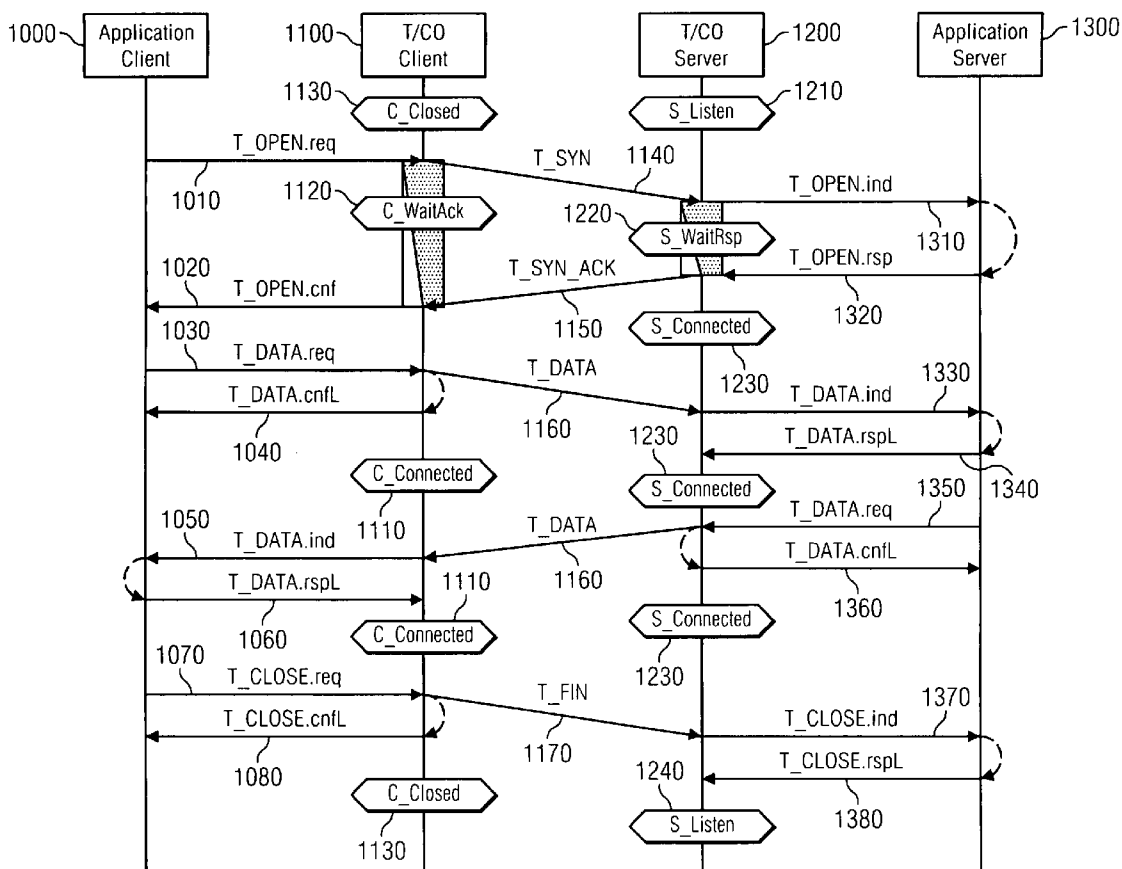 1000
Application
Client
1100
T/CO
Client
T/CO
Server
1200
Application
Server
1300
1130
C_Closed
S_Listen
1210
T_OPEN.req
1010
T_SYN
1140
T_OPEN.ind
1310
1120
C_WaitAck
1220
S_WaitRsp
T_OPEN.rsp
1320
T_SYN_ACK
1150
1020
T_OPEN.cnf
S_Connected
1230
1030
T_DATA.req
T_DATA
1160
T_DATA.ind
1330
T_DATA.cnfL
1040
T_DATA.rspL
1340
1230
C_Connected
1110
S_Connected
T_DATA.req
1350
1050
T_DATA.ind
T_DATA
1160
T_DATA.cnfL
1360
T_DATA.rspL
1060
1110
C_Connected
S_Connected
1230
1070
T_CLOSE.req
T_FIN
1170
T_CLOSE.ind
1370
T_CLOSE.cnfL
1080
T_CLOSE.rspL
1380
C_Closed
1130
1240
S_Listen